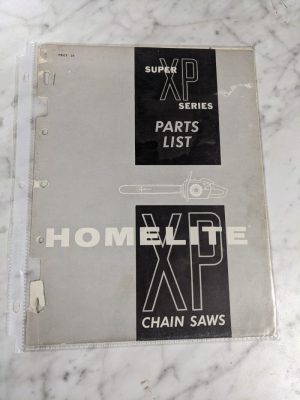 SUPER
XP
SERIES
PARTS
LIST
HOMELITE
XP
CHAIN SAWS